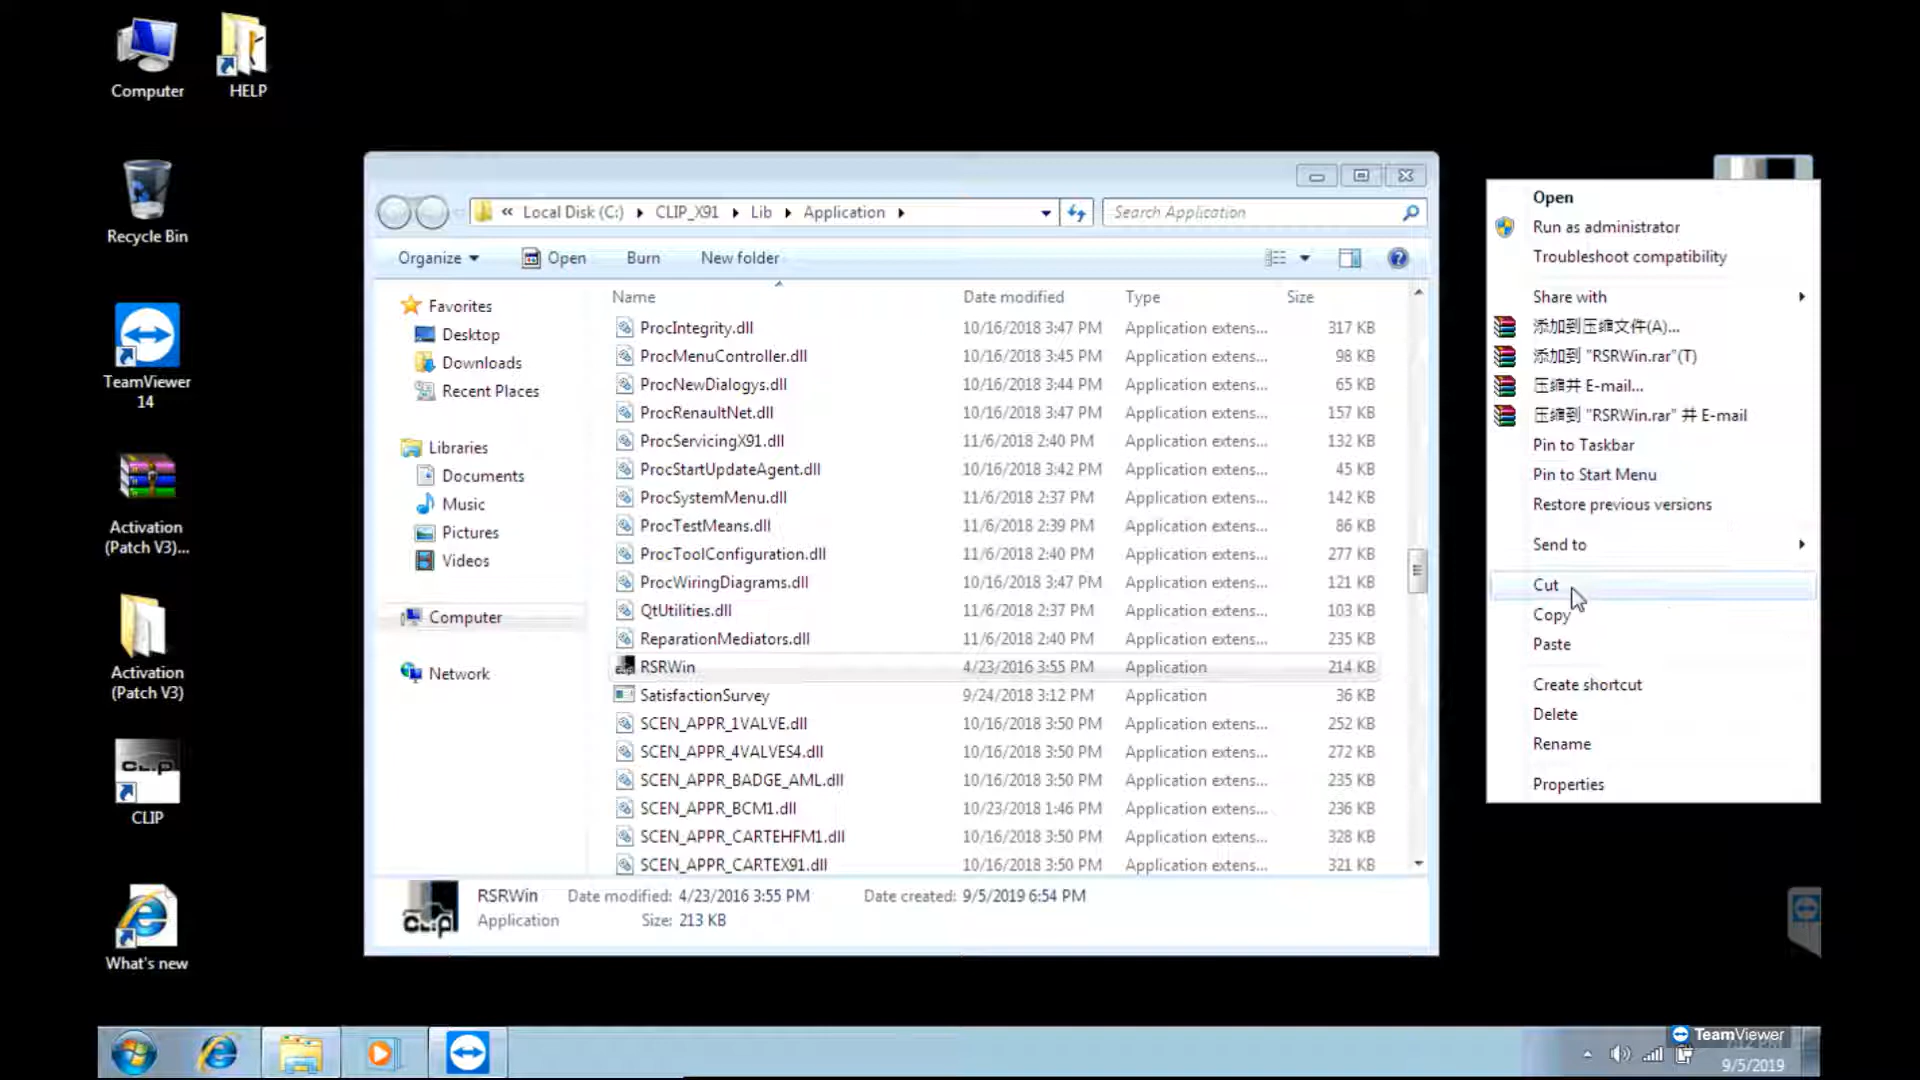 Computer
HELP
Recycle Bin
TeamViewer
14
Activation
(Patch V3)...
Activation
(Patch V3)
CLIP
CLIP
What's new
« Local Disk (C:) CLIP_X91 Lib Application
Search Application
Organize Open Burn New folder
Favorites
Desktop
Downloads
Recent Places
Libraries
Documents
Music
Pictures
Videos
Computer
Network
Name Date modified Type Size
ProcIntegrity.dll 10/16/2018 3:47 PM Application extens... 317 KB
ProcMenuController.dll 10/16/2018 3:45 PM Application extens... 98 KB
ProcNewDialogys.dll 10/16/2018 3:44 PM Application extens... 65 KB
ProcRenaultNet.dll 10/16/2018 3:42 PM Application extens... 157 KB
ProcServicingX91.dll 11/6/2018 2:40 PM Application extens... 132 KB
ProcStartUpdateAgent.dll 10/16/2018 3:42 PM Application extens... 45 KB
ProcSystemMenu.dll 11/6/2018 2:37 PM Application extens... 142 KB
ProcTestMeans.dll 11/6/2018 2:39 PM Application extens... 86 KB
ProcToolConfiguration.dll 11/6/2018 2:40 PM Application extens... 277 KB
ProcWiringDiagrams.dll 10/16/2018 3:47 PM Application extens... 121 KB
QtUtilities.dll 11/6/2018 2:37 PM Application extens... 103 KB
ReparationMediators.dll 11/6/2018 2:40 PM Application extens... 235 KB
RSRWin 4/23/2016 3:55 PM Application 214 KB
SatisfactionSurvey 9/24/2018 3:12 PM Application 36 KB
SCEN_APPR_1VALVE.dll 10/16/2018 3:50 PM Application extens... 252 KB
SCEN_APPR_4VALVES4.dll 10/16/2018 3:50 PM Application extens... 272 KB
SCEN_APPR_BADGE_AML.dll 10/16/2018 3:50 PM Application extens... 235 KB
SCEN_APPR_BCM1.dll 10/23/2018 1:46 PM Application extens... 236 KB
SCEN_APPR_CARTEHFM1.dll 10/16/2018 3:50 PM Application extens... 328 KB
SCEN_APPR_CARTEX91.dll 10/16/2018 3:50 PM Application extens... 321 KB
CLIP
RSRWin Date modified: 4/23/2016 3:55 PM Date created: 9/5/2019 6:54 PM
Application Size: 213 KB
Open
Run as administrator
Troubleshoot compatibility
Share with
添加到压缩文件(A)...
添加到 "RSRWin.rar"(T)
压缩并 E-mail...
压缩到 "RSRWin.rar" 并 E-mail
Pin to Taskbar
Pin to Start Menu
Restore previous versions
Send to
Cut
Copy
Paste
Create shortcut
Delete
Rename
Properties
TeamViewer
9/5/2019